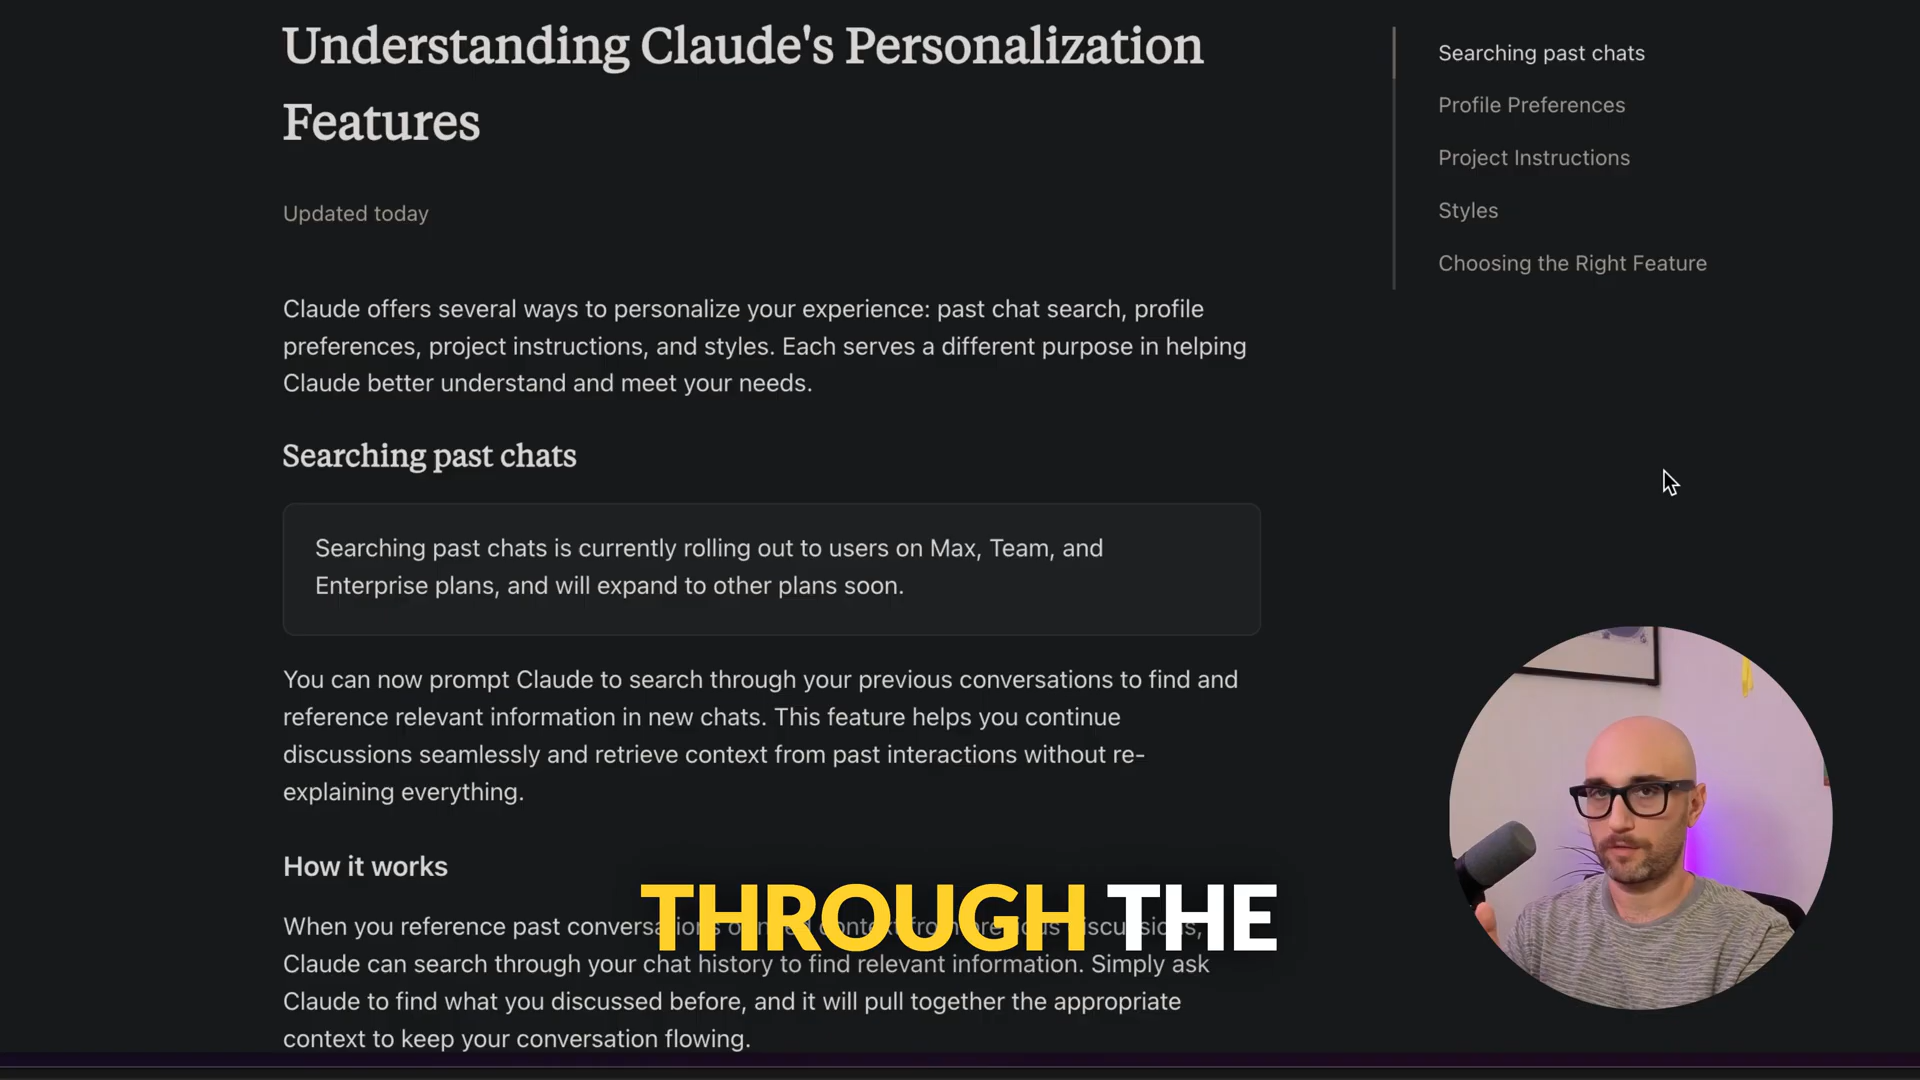 Understanding Claude's Personalization
Features
Updated today
Claude offers several ways to personalize your experience: past chat search, profile
preferences, project instructions, and styles. Each serves a different purpose in helping
Claude better understand and meet your needs.
Searching past chats
Searching past chats is currently rolling out to users on Max, Team, and
Enterprise plans, and will expand to other plans soon.
You can now prompt Claude to search through your previous conversations to find and
reference relevant information in new chats. This feature helps you continue
discussions seamlessly and retrieve context from past interactions without re-
explaining everything.
How it works
When you reference past conversations or need context from previous discussions,
Claude can search through your chat history to find relevant information. Simply ask
Claude to find what you discussed before, and it will pull together the appropriate
context to keep your conversation flowing.
Searching past chats
Profile Preferences
Project Instructions
Styles
Choosing the Right Feature
THROUGH THE